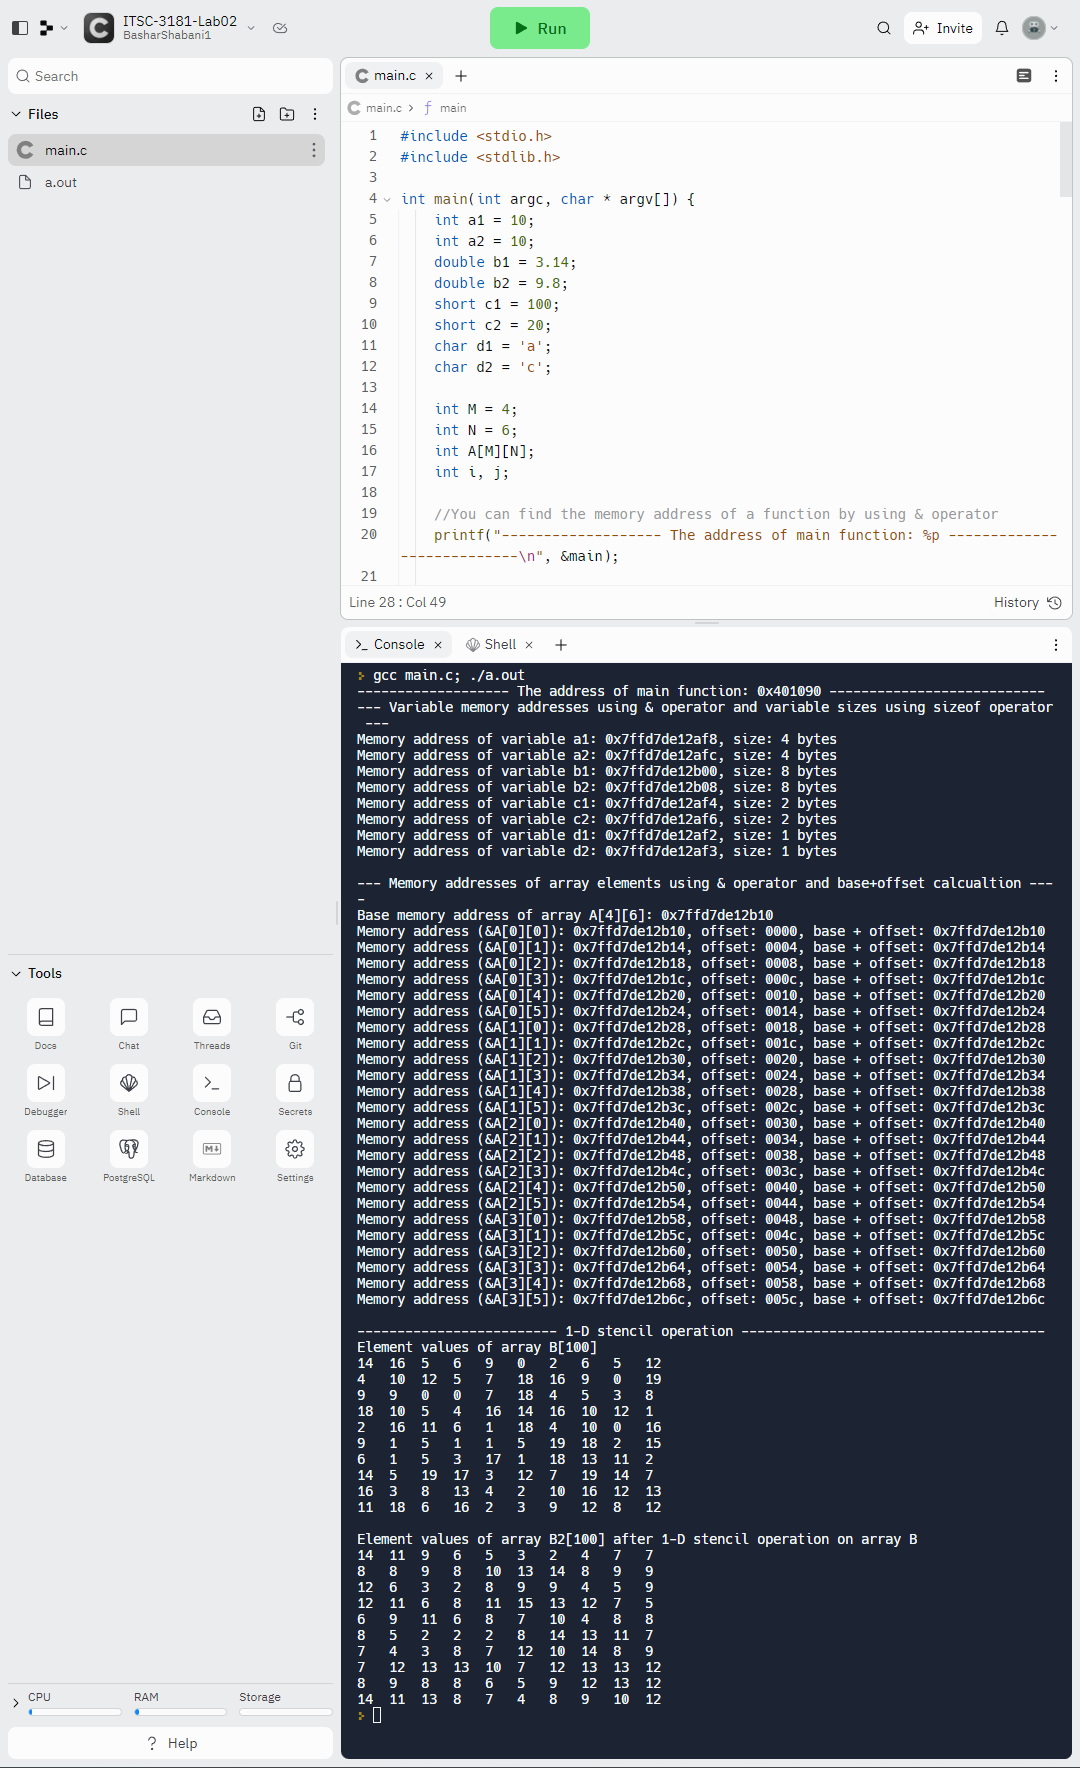 ITSC-3181-Lab02
BasharShabani1
Run
Invite
Search
Files
main.c
a.out
Tools
Docs Chat Threads Git
Debugger Shell Console Secrets
Database PostgreSQL Markdown Settings
CPU RAM Storage
? Help
main.c × +
main.c > f main
1 #include <stdio.h>
2 #include <stdlib.h>
3
4 int main(int argc, char * argv[]) {
5 int a1 = 10;
6 int a2 = 10;
7 double b1 = 3.14;
8 double b2 = 9.8;
9 short c1 = 100;
10 short c2 = 20;
11 char d1 = 'a';
12 char d2 = 'c';
13
14 int M = 4;
15 int N = 6;
16 int A[M][N];
17 int i, j;
18
19 //You can find the memory address of a function by using & operator
20 printf("------------------- The address of main function: %p -------------
--------------\n", &main);
21
Line 28 : Col 49 History
Console × Shell × +
gcc main.c; ./a.out
------------------- The address of main function: 0x401090 ---------------------------
--- Variable memory addresses using & operator and variable sizes using sizeof operator
---
Memory address of variable a1: 0x7ffd7de12af8, size: 4 bytes
Memory address of variable a2: 0x7ffd7de12afc, size: 4 bytes
Memory address of variable b1: 0x7ffd7de12b00, size: 8 bytes
Memory address of variable b2: 0x7ffd7de12b08, size: 8 bytes
Memory address of variable c1: 0x7ffd7de12af4, size: 2 bytes
Memory address of variable c2: 0x7ffd7de12af6, size: 2 bytes
Memory address of variable d1: 0x7ffd7de12af2, size: 1 bytes
Memory address of variable d2: 0x7ffd7de12af3, size: 1 bytes
--- Memory addresses of array elements using & operator and base+offset calcualtion ---
-
Base memory address of array A[4][6]: 0x7ffd7de12b10
Memory address (&A[0][0]): 0x7ffd7de12b10, offset: 0000, base + offset: 0x7ffd7de12b10
Memory address (&A[0][1]): 0x7ffd7de12b14, offset: 0004, base + offset: 0x7ffd7de12b14
Memory address (&A[0][2]): 0x7ffd7de12b18, offset: 0008, base + offset: 0x7ffd7de12b18
Memory address (&A[0][3]): 0x7ffd7de12b1c, offset: 000c, base + offset: 0x7ffd7de12b1c
Memory address (&A[0][4]): 0x7ffd7de12b20, offset: 0010, base + offset: 0x7ffd7de12b20
Memory address (&A[0][5]): 0x7ffd7de12b24, offset: 0014, base + offset: 0x7ffd7de12b24
Memory address (&A[1][0]): 0x7ffd7de12b28, offset: 0018, base + offset: 0x7ffd7de12b28
Memory address (&A[1][1]): 0x7ffd7de12b2c, offset: 001c, base + offset: 0x7ffd7de12b2c
Memory address (&A[1][2]): 0x7ffd7de12b30, offset: 0020, base + offset: 0x7ffd7de12b30
Memory address (&A[1][3]): 0x7ffd7de12b34, offset: 0024, base + offset: 0x7ffd7de12b34
Memory address (&A[1][4]): 0x7ffd7de12b38, offset: 0028, base + offset: 0x7ffd7de12b38
Memory address (&A[1][5]): 0x7ffd7de12b3c, offset: 002c, base + offset: 0x7ffd7de12b3c
Memory address (&A[2][0]): 0x7ffd7de12b40, offset: 0030, base + offset: 0x7ffd7de12b40
Memory address (&A[2][1]): 0x7ffd7de12b44, offset: 0034, base + offset: 0x7ffd7de12b44
Memory address (&A[2][2]): 0x7ffd7de12b48, offset: 0038, base + offset: 0x7ffd7de12b48
Memory address (&A[2][3]): 0x7ffd7de12b4c, offset: 003c, base + offset: 0x7ffd7de12b4c
Memory address (&A[2][4]): 0x7ffd7de12b50, offset: 0040, base + offset: 0x7ffd7de12b50
Memory address (&A[2][5]): 0x7ffd7de12b54, offset: 0044, base + offset: 0x7ffd7de12b54
Memory address (&A[3][0]): 0x7ffd7de12b58, offset: 0048, base + offset: 0x7ffd7de12b58
Memory address (&A[3][1]): 0x7ffd7de12b5c, offset: 004c, base + offset: 0x7ffd7de12b5c
Memory address (&A[3][2]): 0x7ffd7de12b60, offset: 0050, base + offset: 0x7ffd7de12b60
Memory address (&A[3][3]): 0x7ffd7de12b64, offset: 0054, base + offset: 0x7ffd7de12b64
Memory address (&A[3][4]): 0x7ffd7de12b68, offset: 0058, base + offset: 0x7ffd7de12b68
Memory address (&A[3][5]): 0x7ffd7de12b6c, offset: 005c, base + offset: 0x7ffd7de12b6c
------------------------- 1-D stencil operation --------------------------------------
Element values of array B[100]
14 16 5 6 9 0 2 6 5 12
4 10 12 5 7 18 16 9 0 19
9 9 0 0 7 18 4 5 3 8
18 10 5 4 16 14 16 10 12 1
2 16 11 6 1 18 4 10 0 16
9 1 5 1 1 5 19 18 2 15
6 1 5 3 17 1 18 13 11 2
14 5 19 17 3 12 7 19 14 7
16 3 8 13 4 2 10 16 12 13
11 18 6 16 2 3 9 12 8 12
Element values of array B2[100] after 1-D stencil operation on array B
14 11 9 6 5 3 2 4 7 7
8 8 9 8 10 13 14 8 9 9
12 6 3 2 8 9 9 4 5 9
12 11 6 8 11 15 13 12 7 5
6 9 11 6 8 7 10 4 8 8
8 5 2 2 2 8 14 13 11 7
7 4 3 8 7 12 10 14 8 9
7 12 13 13 10 7 12 13 13 12
8 9 8 8 6 5 9 12 13 12
14 11 13 8 7 4 8 9 10 12